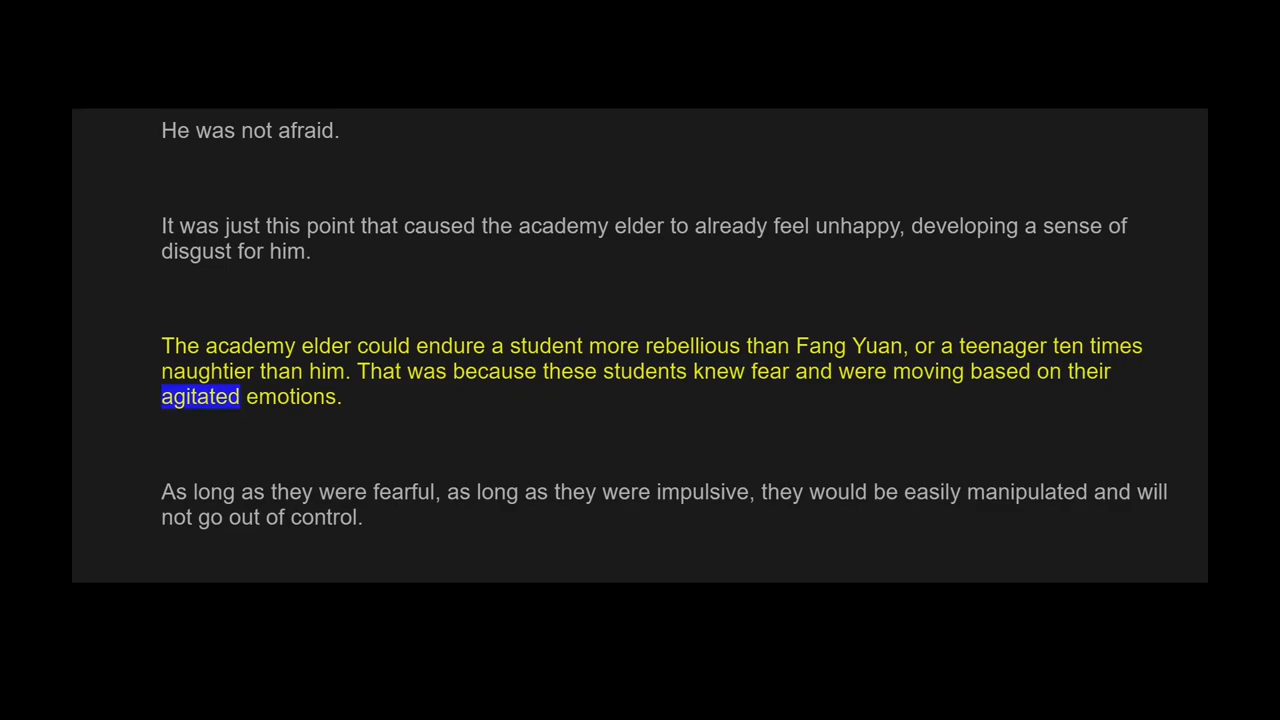 He was not afraid.
It was just this point that caused the academy elder to already feel unhappy, developing a sense of
disgust for him.
The academy elder could endure a student more rebellious than Fang Yuan, or a teenager ten times
naughtier than him. That was because these students knew fear and were moving based on their
agitated emotions.
As long as they were fearful, as long as they were impulsive, they would be easily manipulated and will
not go out of control.